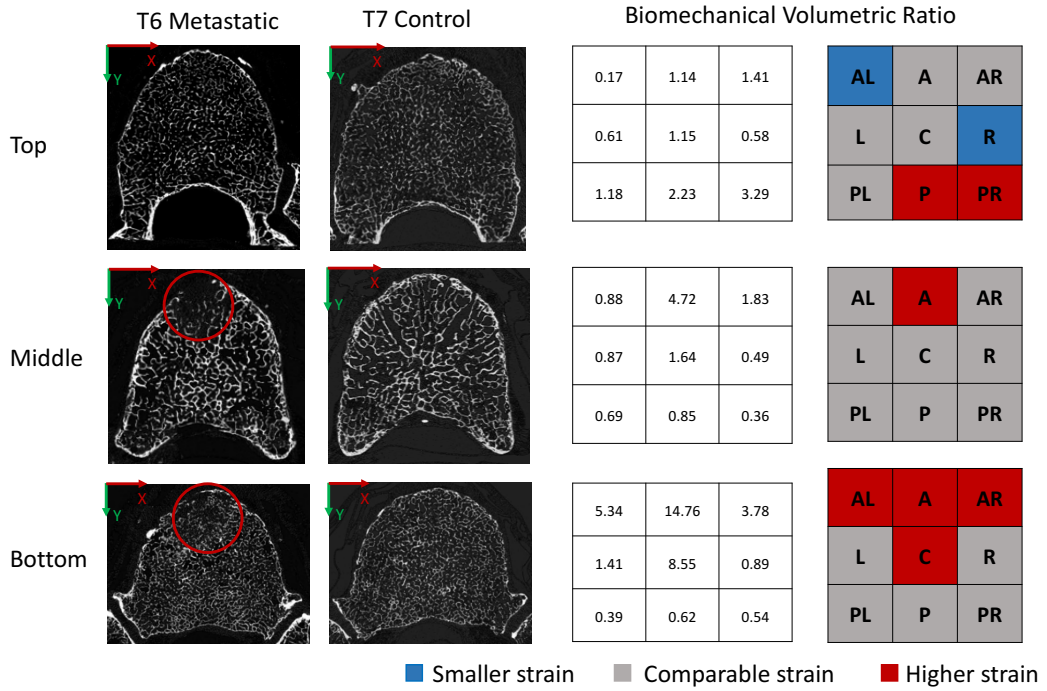 T6 Metastatic T7 Control Biomechanical Volumetric Ratio
X
Y
X
Y
Top
0.17 1.14 1.41
0.61 1.15 0.58
1.18 2.23 3.29
AL A AR
L C R
PL P PR
X
Y
X
Y
Middle
0.88 4.72 1.83
0.87 1.64 0.49
0.69 0.85 0.36
AL A AR
L C R
PL P PR
X
Y
X
Y
Bottom
5.34 14.76 3.78
1.41 8.55 0.89
0.39 0.62 0.54
AL A AR
L C R
PL P PR
Smaller strain Comparable strain Higher strain